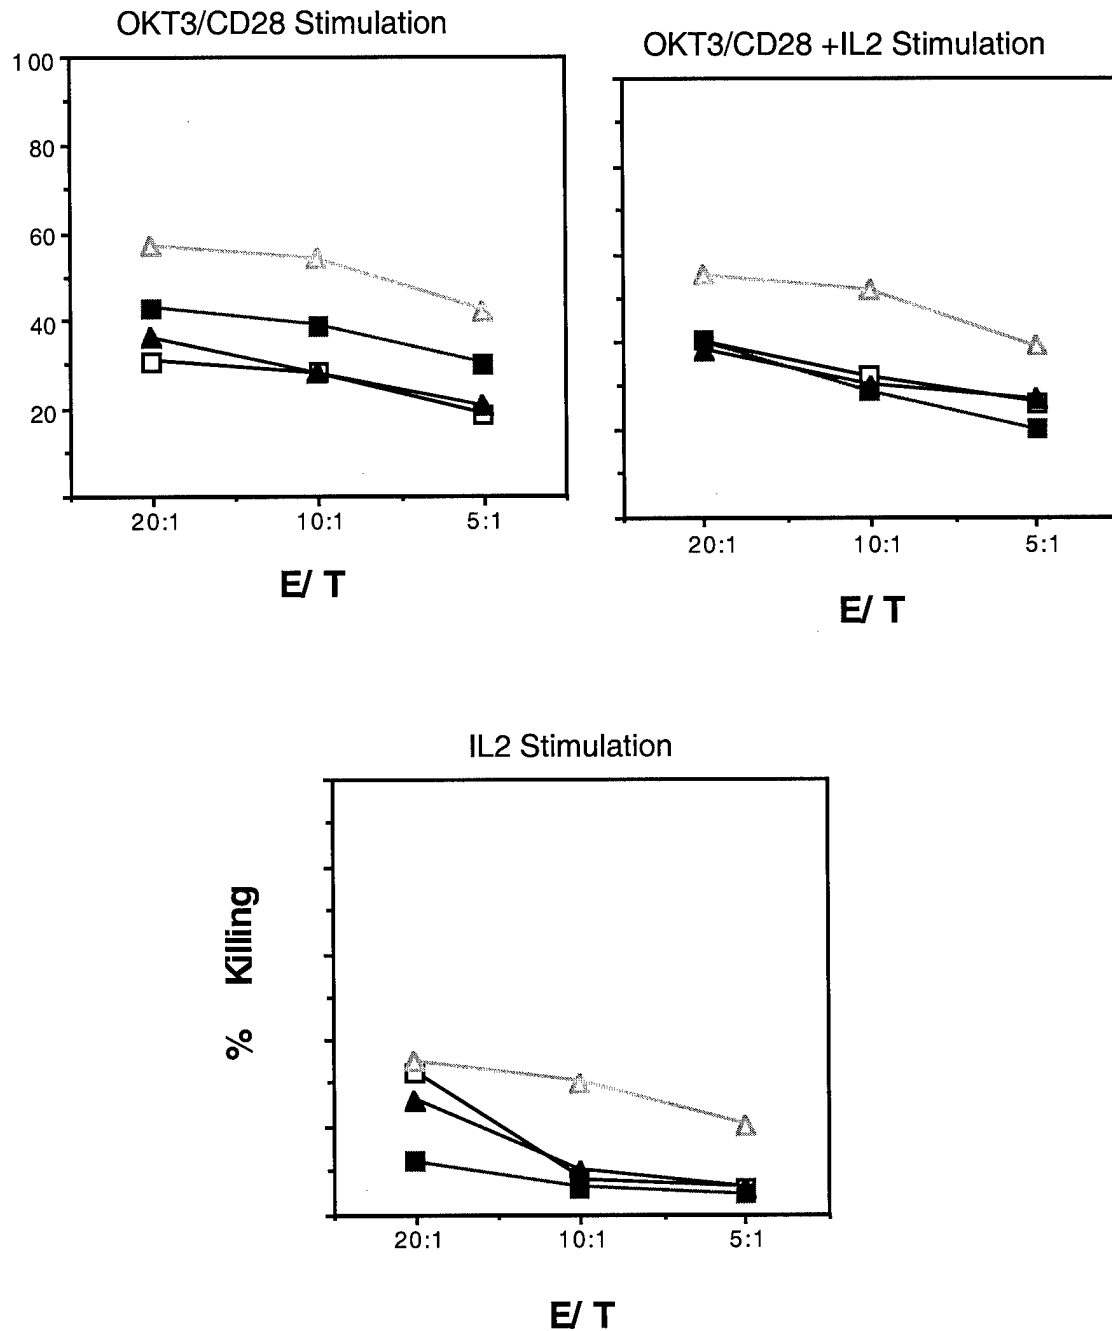 OKT3/CD28 Stimulation
100
80
60
40
20
20:1 10:1 5:1
E/ T
OKT3/CD28 +IL2 Stimulation
20:1 10:1 5:1
E/ T
IL2 Stimulation
% Killing
20:1 10:1 5:1
E/ T